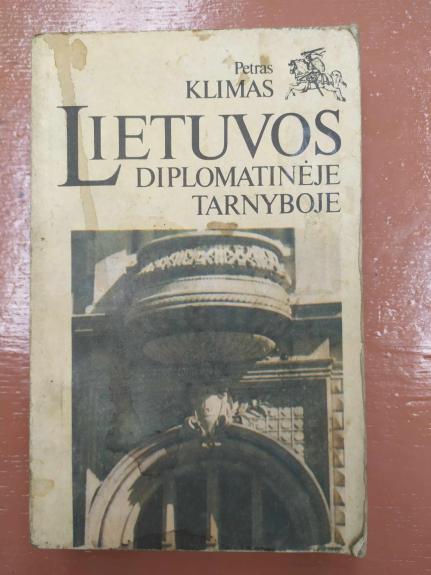 Petras
KLIMAS
LIETUVOS
DIPLOMATINĖJE
TARNYBOJE